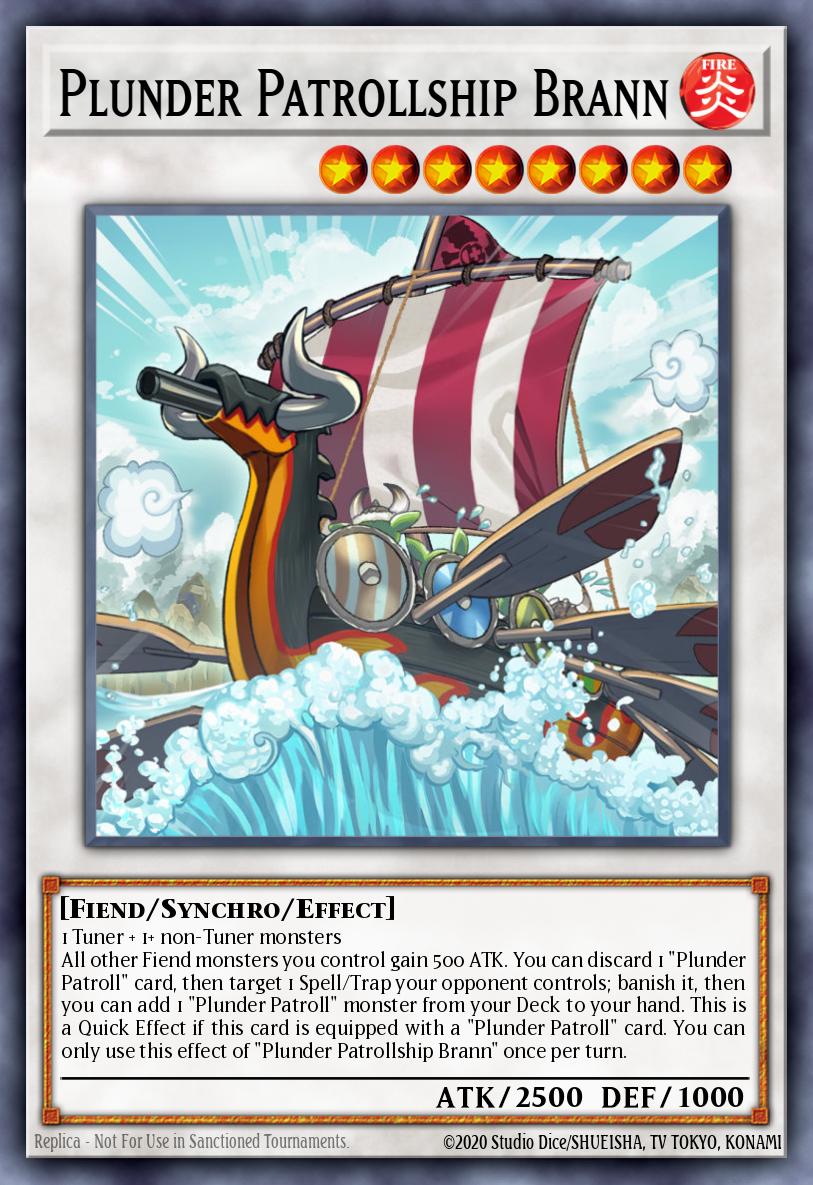 Plunder Patrollship Brann
FIRE
炎
[Fiend/Synchro/Effect]
1 Tuner + 1+ non-Tuner monsters
All other Fiend monsters you control gain 500 ATK. You can discard 1 "Plunder
Patroll" card, then target 1 Spell/Trap your opponent controls; banish it, then
you can add 1 "Plunder Patroll" monster from your Deck to your hand. This is
a Quick Effect if this card is equipped with a "Plunder Patroll" card. You can
only use this effect of "Plunder Patrollship Brann" once per turn.
ATK/2500 DEF/1000
Replica - Not For Use in Sanctioned Tournaments.
©2020 Studio Dice/SHUEISHA, TV TOKYO, KONAMI